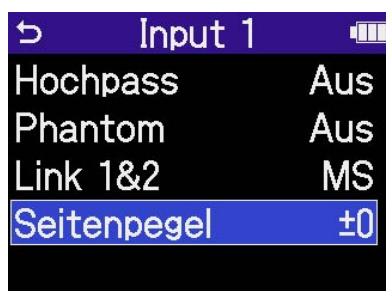 Input 1
Hochpass Aus
Phantom Aus
Link 1&2 MS
Seitenpegel ±0